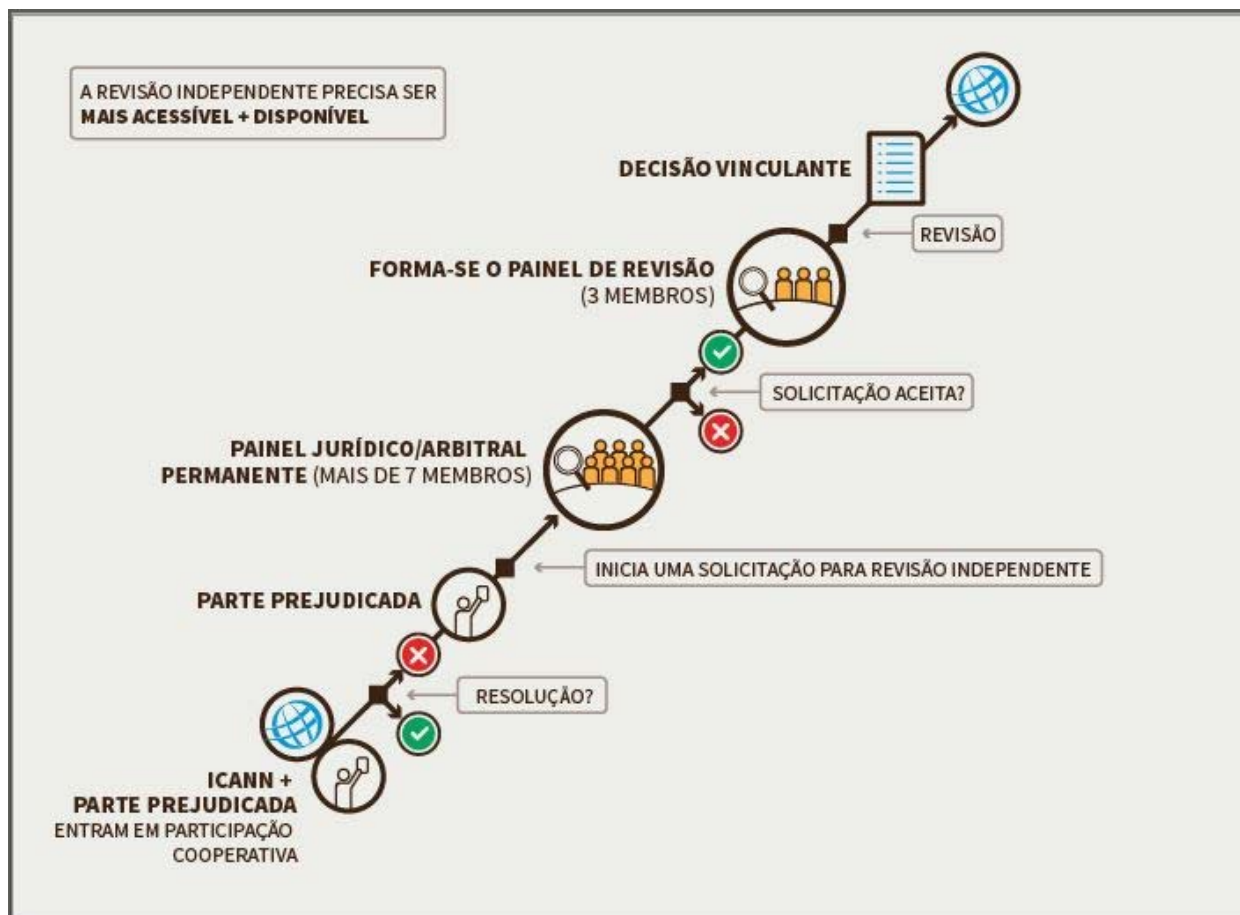 A REVISÃO INDEPENDENTE PRECISA SER
MAIS ACESSÍVEL + DISPONÍVEL
DECISÃO VINCULANTE
REVISÃO
FORMA-SE O PAINEL DE REVISÃO
(3 MEMBROS)
SOLICITAÇÃO ACEITA?
PAINEL JURÍDICO/ARBITRAL
PERMANENTE (MAIS DE 7 MEMBROS)
INICIA UMA SOLICITAÇÃO PARA REVISÃO INDEPENDENTE
PARTE PREJUDICADA
RESOLUÇÃO?
ICANN +
PARTE PREJUDICADA
ENTRAM EM PARTICIPAÇÃO
COOPERATIVA